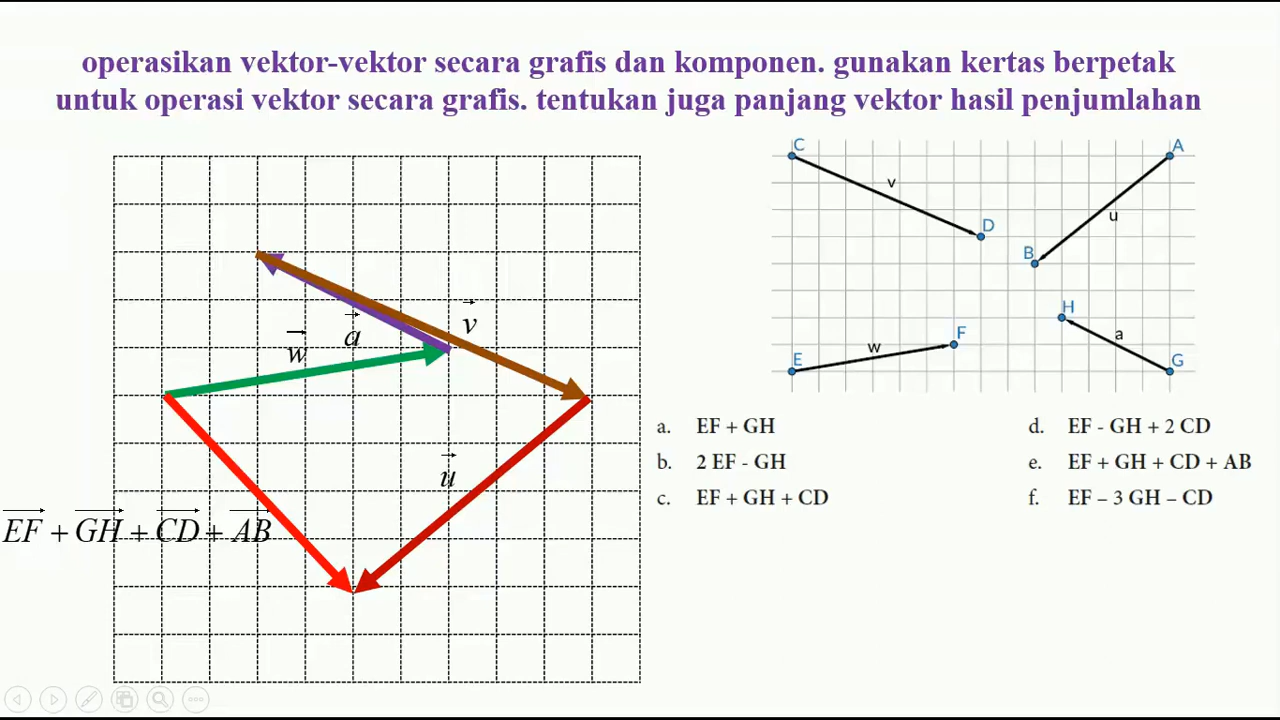 operasikan vektor-vektor secara grafis dan komponen. gunakan kertas berpetak
untuk operasi vektor secara grafis. tentukan juga panjang vektor hasil penjumlahan
C
A
v
u
D
B
H
F
a
w
E
G
v
a
w
u
EF + GH + CD + AB
a. EF + GH
b. 2 EF - GH
c. EF + GH + CD
d. EF - GH + 2 CD
e. EF + GH + CD + AB
f. EF – 3 GH – CD